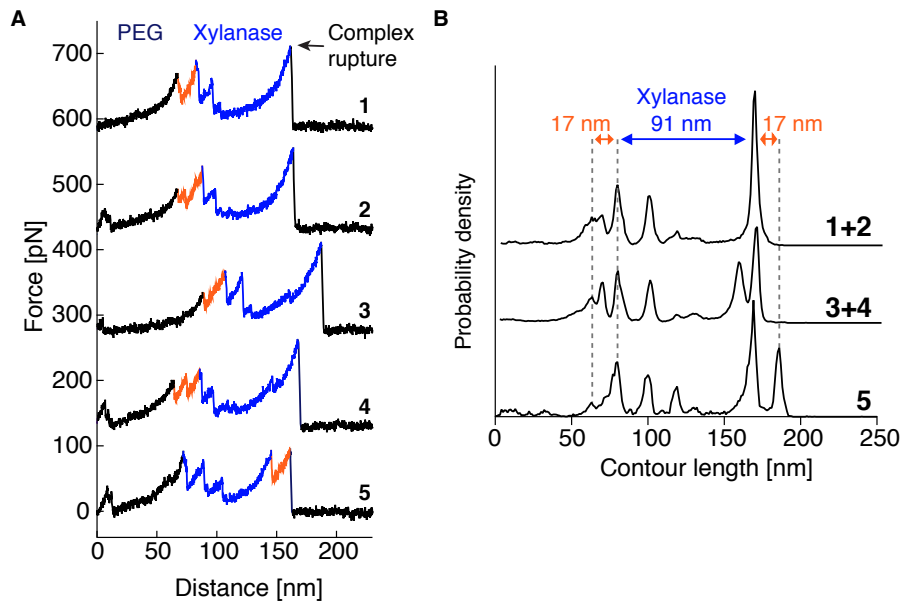 A
PEG
Xylanase
Complex
rupture
Force [pN]
700
600
500
400
300
200
100
0
1
2
3
4
5
0
50
100
150
200
Distance [nm]
B
Xylanase
17 nm
91 nm
17 nm
Probability density
1+2
3+4
5
0
50
100
150
200
250
Contour length [nm]